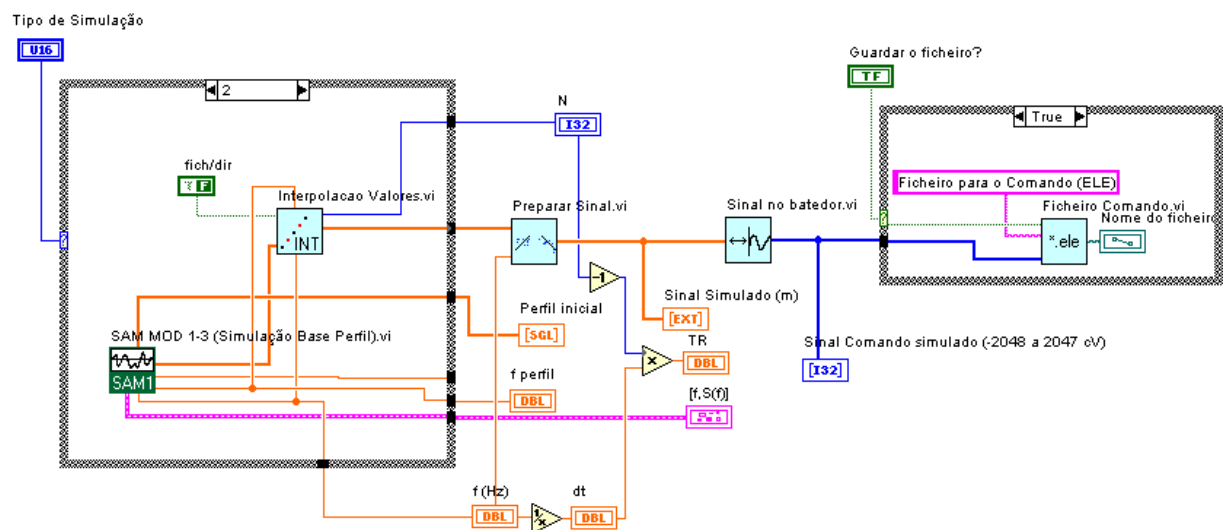 Tipo de Simulação
U16
Guardar o ficheiro?
TF
2
True
N
I32
fich/dir
F
Interpolacao Valores.vi
INT
Ficheiro para o Comando (ELE)
Preparar Sinal.vi
Sinal no batedor.vi
Ficheiro Comando.vi
Nome do ficheiro
*.ele
-1
Sinal Simulado (m)
[EXT]
Perfil inicial
[SGL]
SAM MOD 1-3 (Simulação Base Perfil).vi
SAM1
TR
DBL
x
Sinal Comando simulado (-2048 a 2047 cV)
[I32]
f perfil
DBL
[f,S(f)]
f (Hz)
DBL
1/x
dt
DBL